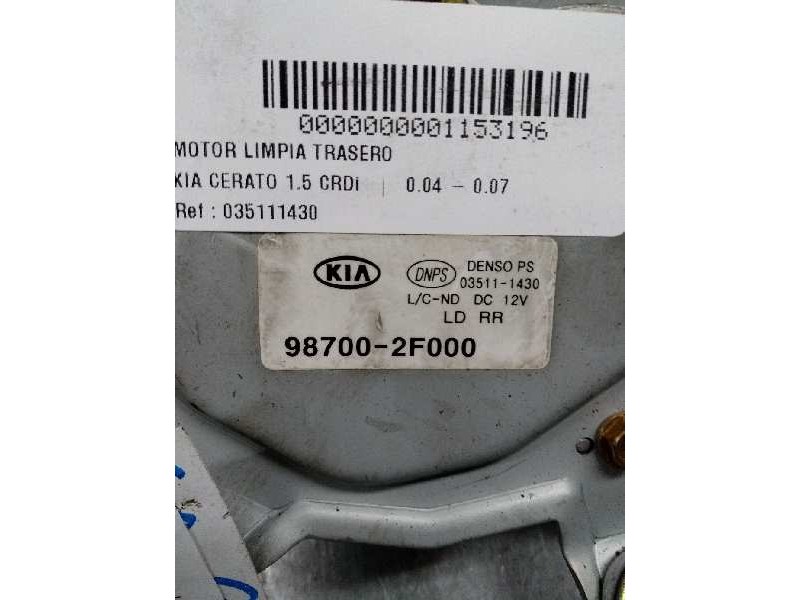 0000000001153196
MOTOR LIMPIA TRASERO
KIA CERATO 1.5 CRDi | 0.04 - 0.07
Ref : 035111430
KIA
DNPS
DENSO PS
03511-1430
L/C-ND DC 12V
LD RR
98700-2F000